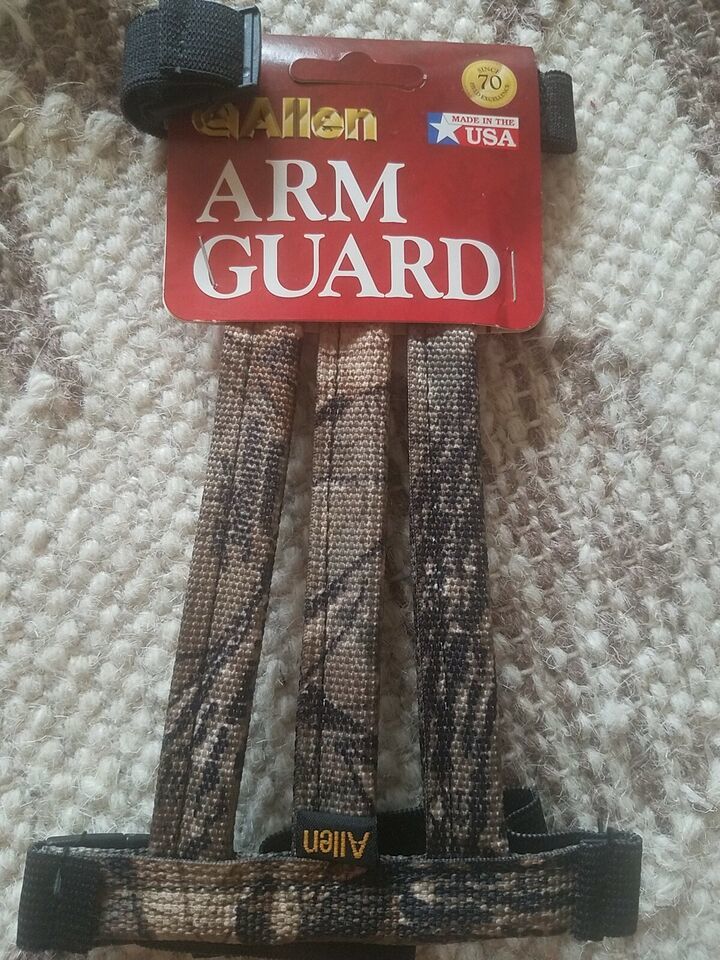 Allen
SINCE
70
MADE IN THE
USA
ARM
GUARD
Allen